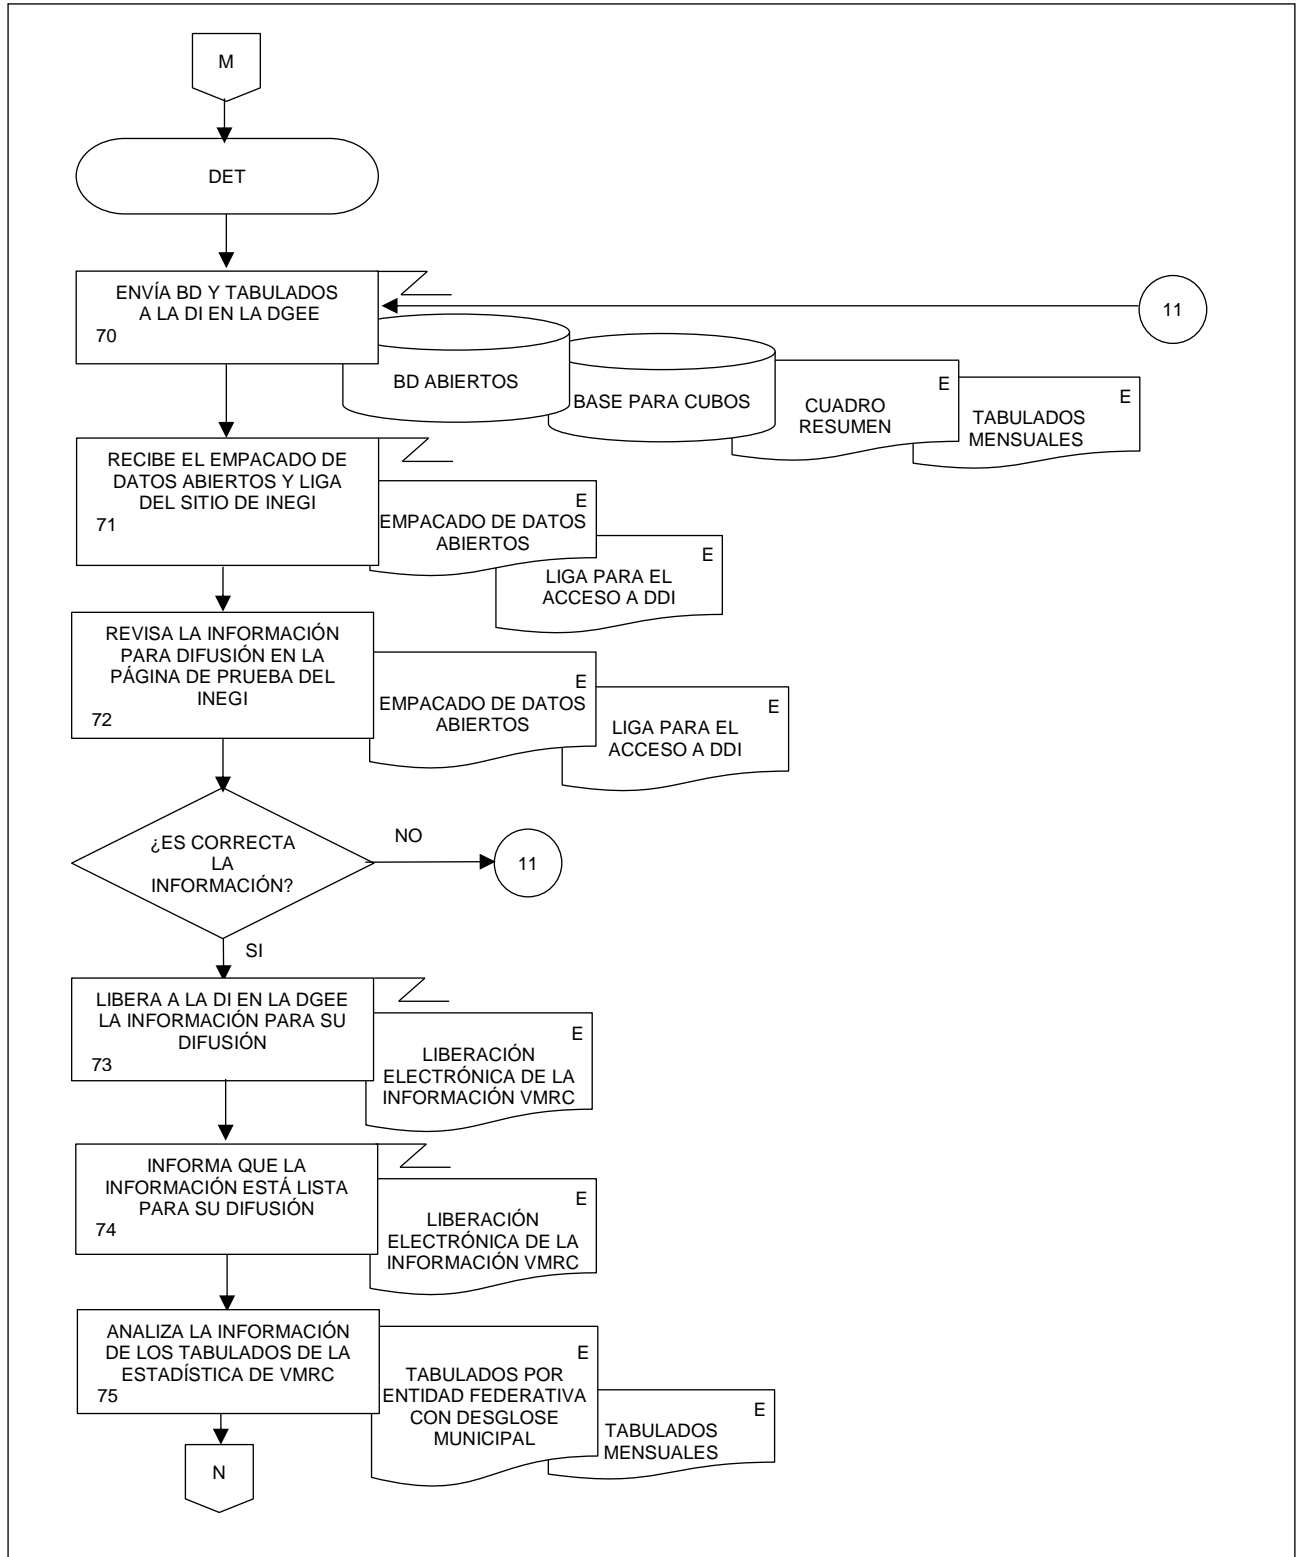 M
DET
ENVÍA BD Y TABULADOS
A LA DI EN LA DGEE
70
11
BD ABIERTOS
BASE PARA CUBOS
E
CUADRO
RESUMEN
E
TABULADOS
MENSUALES
RECIBE EL EMPACADO DE
DATOS ABIERTOS Y LIGA
DEL SITIO DE INEGI
71
E
EMPACADO DE DATOS
ABIERTOS
E
LIGA PARA EL
ACCESO A DDI
REVISA LA INFORMACIÓN
PARA DIFUSIÓN EN LA
PÁGINA DE PRUEBA DEL
INEGI
72
E
EMPACADO DE DATOS
ABIERTOS
E
LIGA PARA EL
ACCESO A DDI
¿ES CORRECTA
LA
INFORMACIÓN?
NO
11
SI
LIBERA A LA DI EN LA DGEE
LA INFORMACIÓN PARA SU
DIFUSIÓN
73
E
LIBERACIÓN
ELECTRÓNICA DE LA
INFORMACIÓN VMRC
INFORMA QUE LA
INFORMACIÓN ESTÁ LISTA
PARA SU DIFUSIÓN
74
E
LIBERACIÓN
ELECTRÓNICA DE LA
INFORMACIÓN VMRC
ANALIZA LA INFORMACIÓN
DE LOS TABULADOS DE LA
ESTADÍSTICA DE VMRC
75
E
TABULADOS POR
ENTIDAD FEDERATIVA
CON DESGLOSE
MUNICIPAL
E
TABULADOS
MENSUALES
N